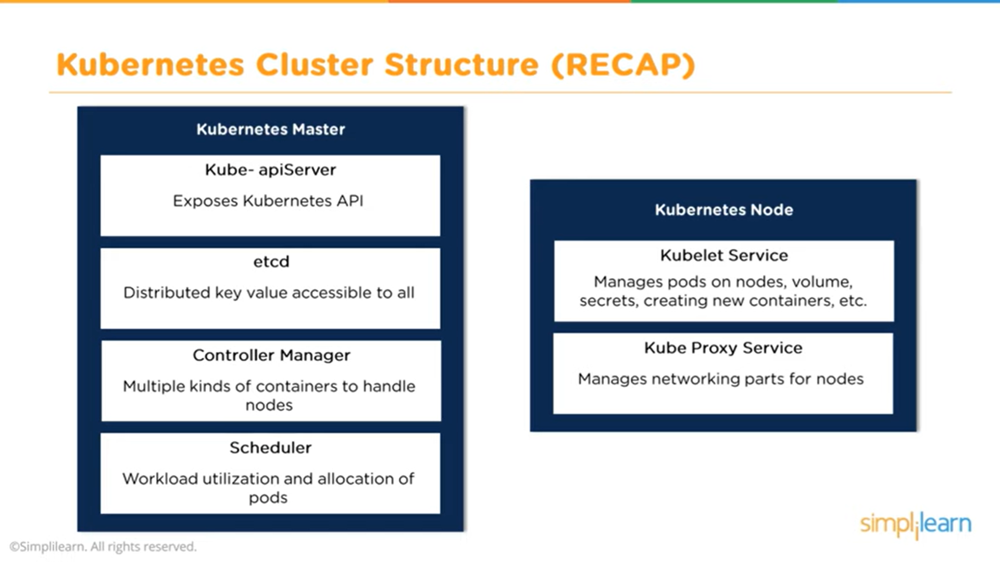 Kubernetes Cluster Structure (RECAP)
Kubernetes Master
Kube- apiServer
Exposes Kubernetes API
etcd
Distributed key value accessible to all
Controller Manager
Multiple kinds of containers to handle
nodes
Scheduler
Workload utilization and allocation of
pods
Kubernetes Node
Kubelet Service
Manages pods on nodes, volume,
secrets, creating new containers, etc.
Kube Proxy Service
Manages networking parts for nodes
simplilearn
©Simplilearn. All rights reserved.